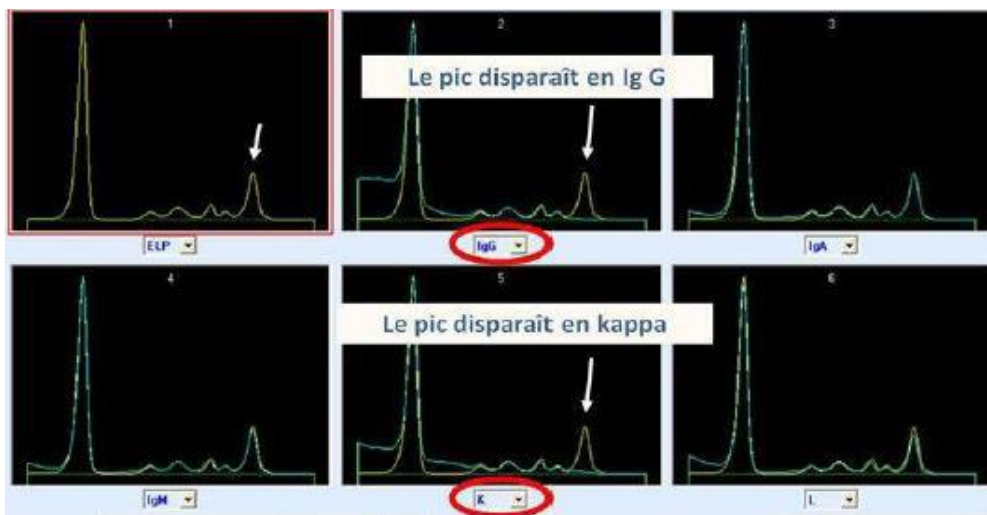 1
2
3
Le pic disparaît en Ig G
ELP
IgG
IgA
4
5
6
Le pic disparaît en kappa
IgM
K
L